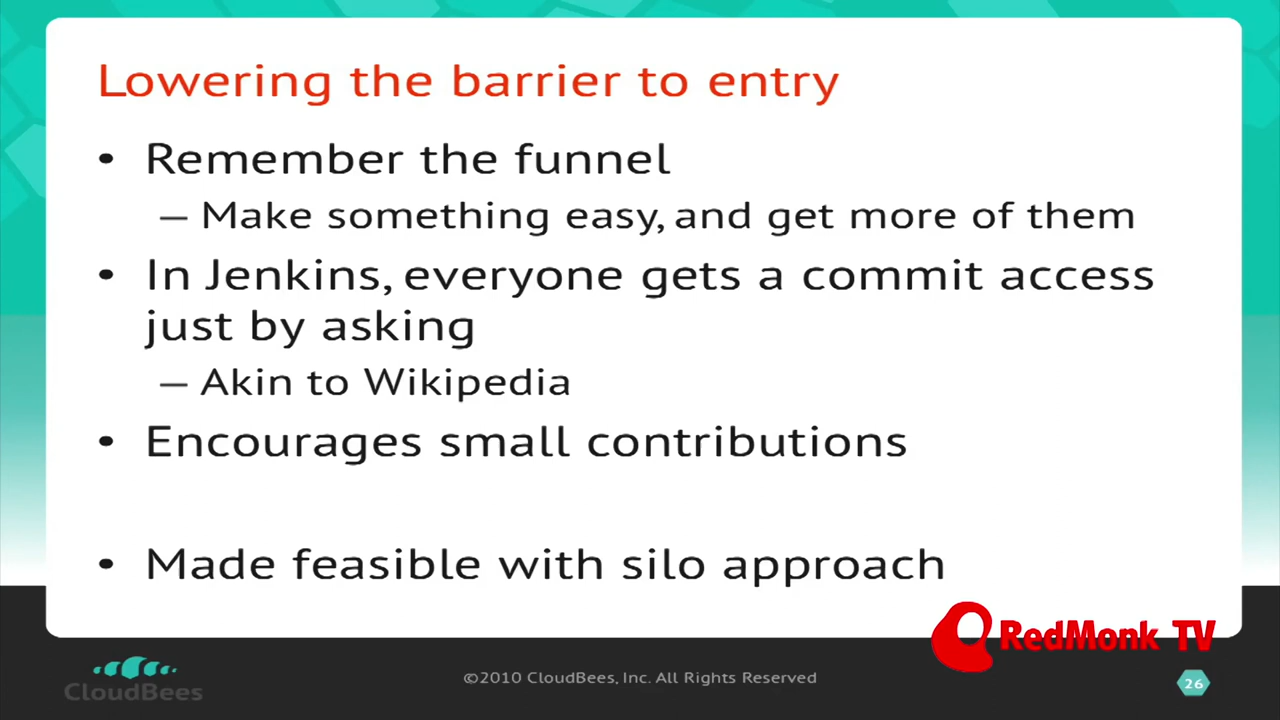 Lowering the barrier to entry
• Remember the funnel
— Make something easy, and get more of them
• In Jenkins, everyone gets a commit access
just by asking
— Akin to Wikipedia
• Encourages small contributions
• Made feasible with silo approach
RedMonk TV
CloudBees
©2010 CloudBees, Inc. All Rights Reserved
26